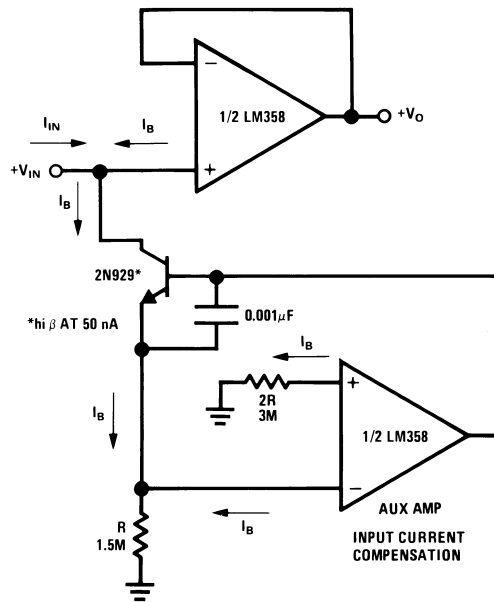 −
1/2 LM358
+V_O
I_IN
I_B
+V_IN
+
I_B
2N929*
0.001μF
*hi β AT 50 nA
I_B
+
2R
3M
1/2 LM358
I_B
−
AUX AMP
R
1.5M
I_B
INPUT CURRENT
COMPENSATION